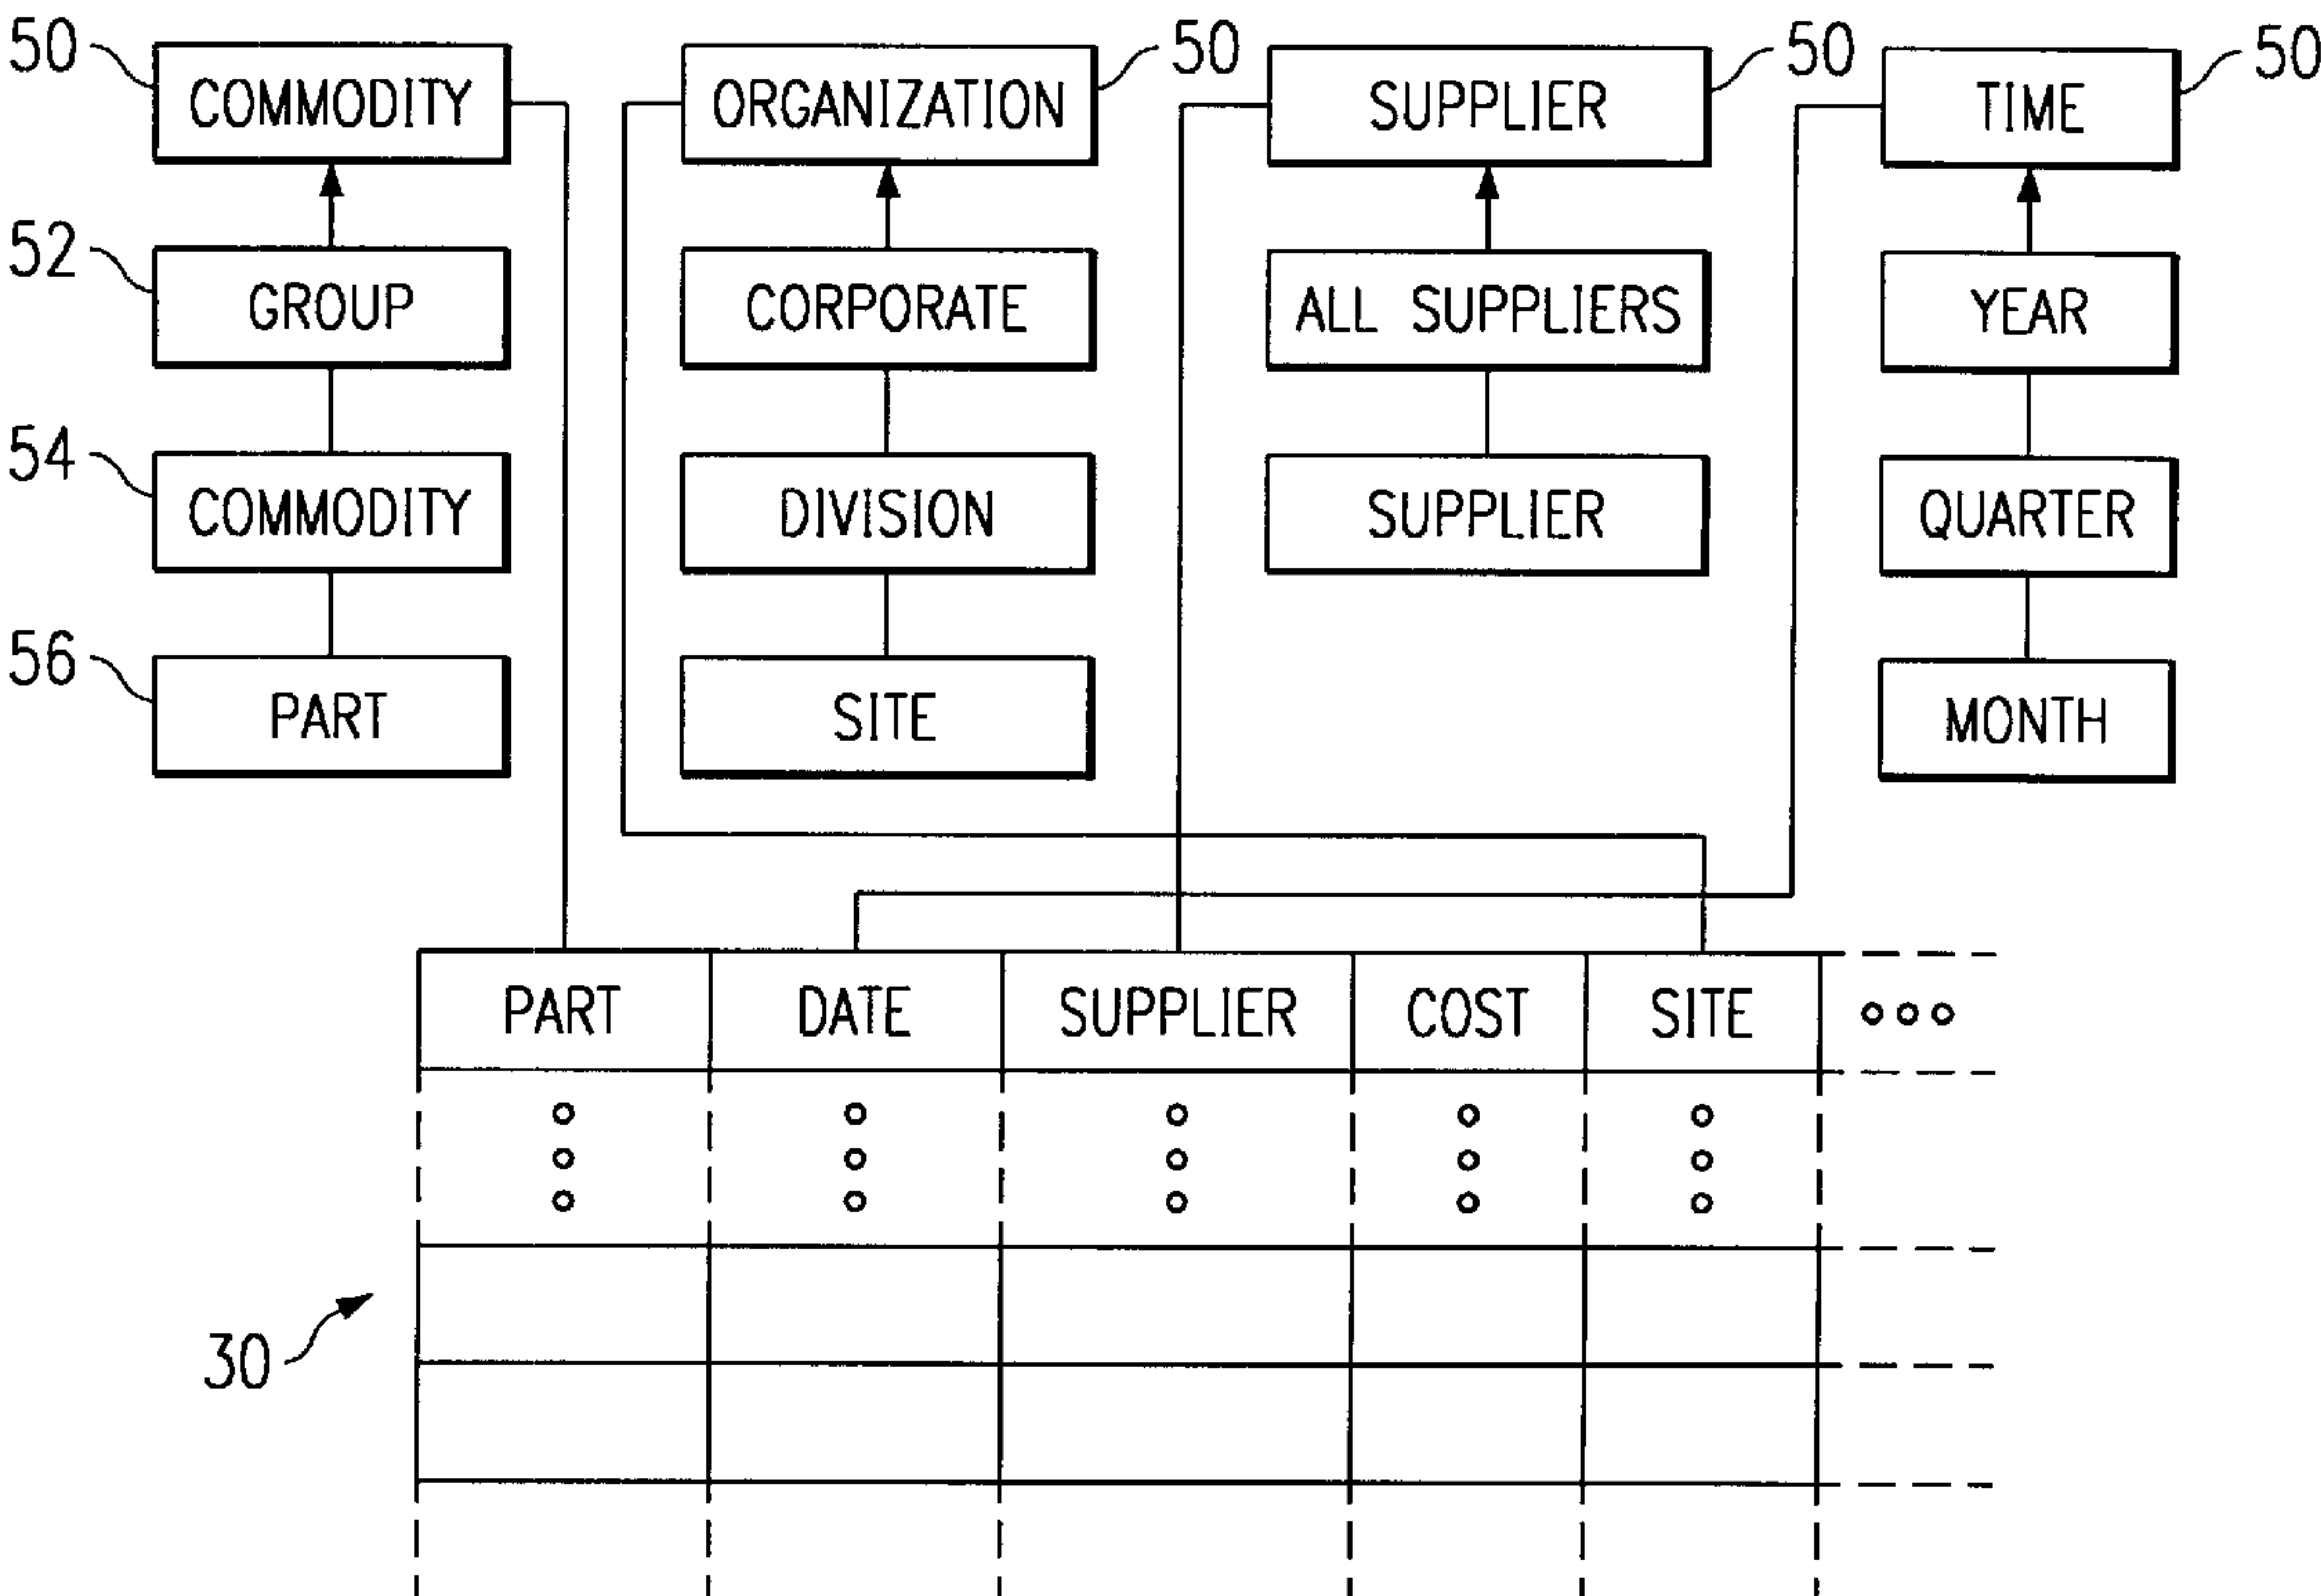 50 COMMODITY ORGANIZATION 50 SUPPLIER 50 TIME 50
52 GROUP CORPORATE ALL SUPPLIERS YEAR
54 COMMODITY DIVISION SUPPLIER QUARTER
56 PART SITE MONTH
PART DATE SUPPLIER COST SITE
30